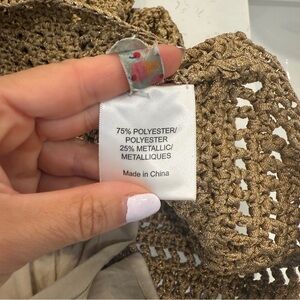 75% POLYESTER/
POLYESTER
25% METALLIC/
METALLIQUES
Made in China